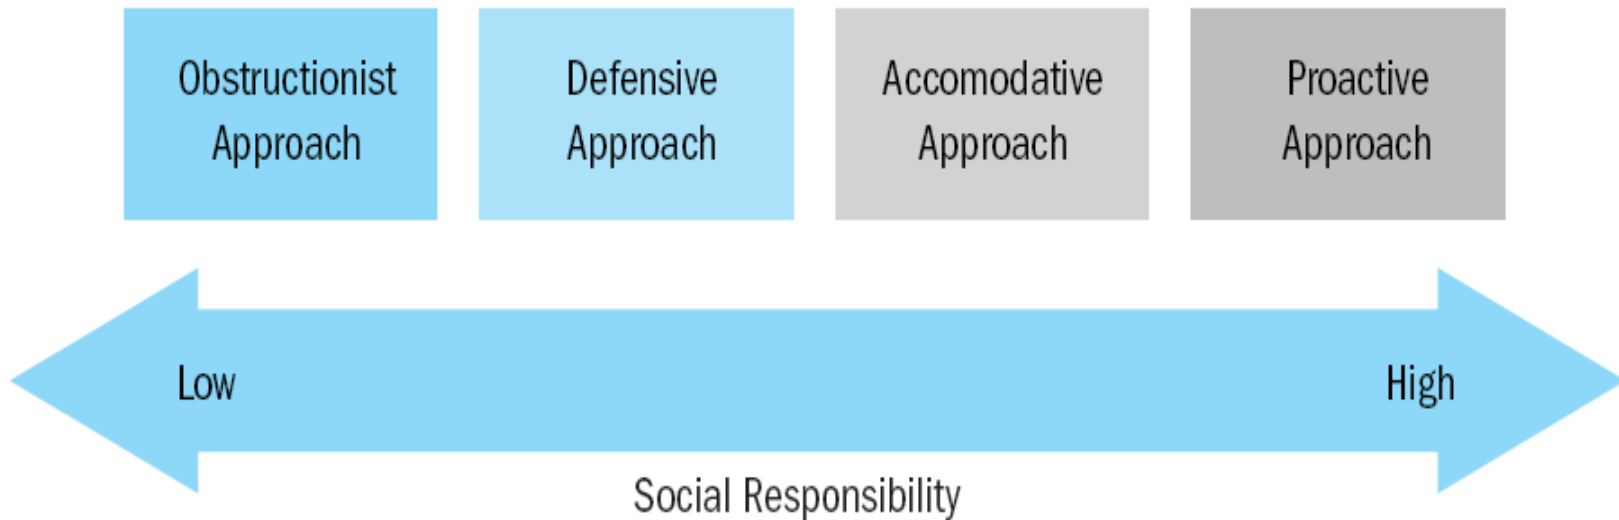 Obstructionist
Approach
Defensive
Approach
Accomodative
Approach
Proactive
Approach
Low
High
Social Responsibility